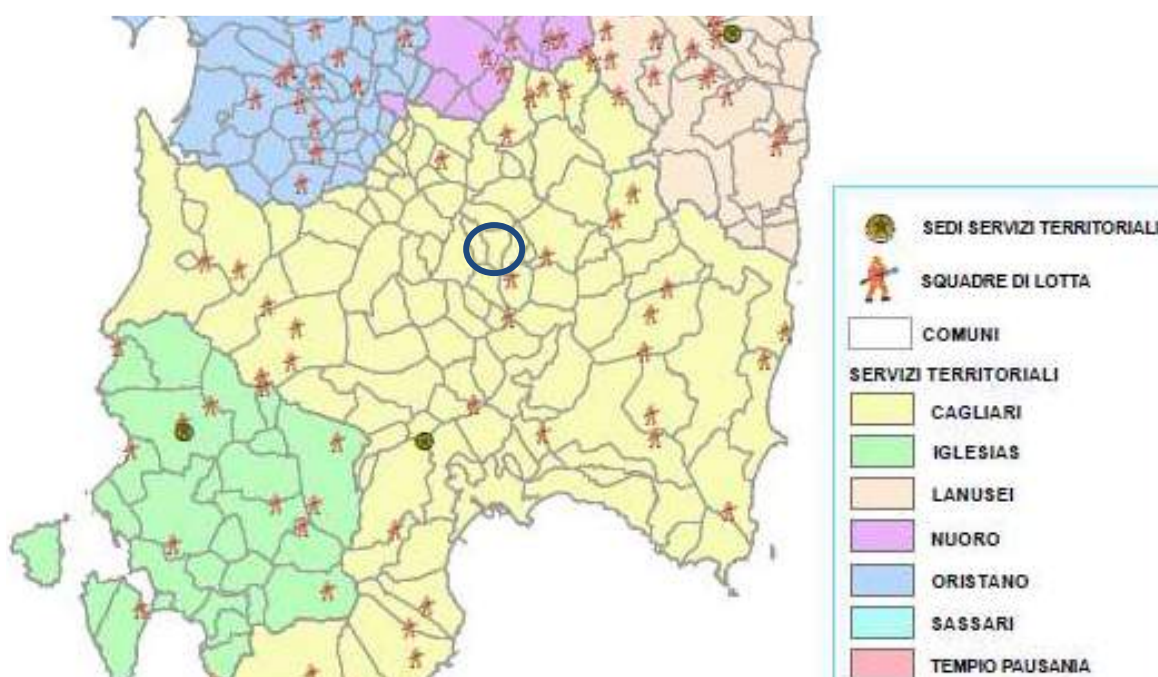 SEDI SERVIZI TERRITORIALI
SQUADRE DI LOTTA
COMUNI
SERVIZI TERRITORIALI
CAGLIARI
IGLESIAS
LANUSEI
NUORO
ORISTANO
SASSARI
TEMPIO PAUSANIA